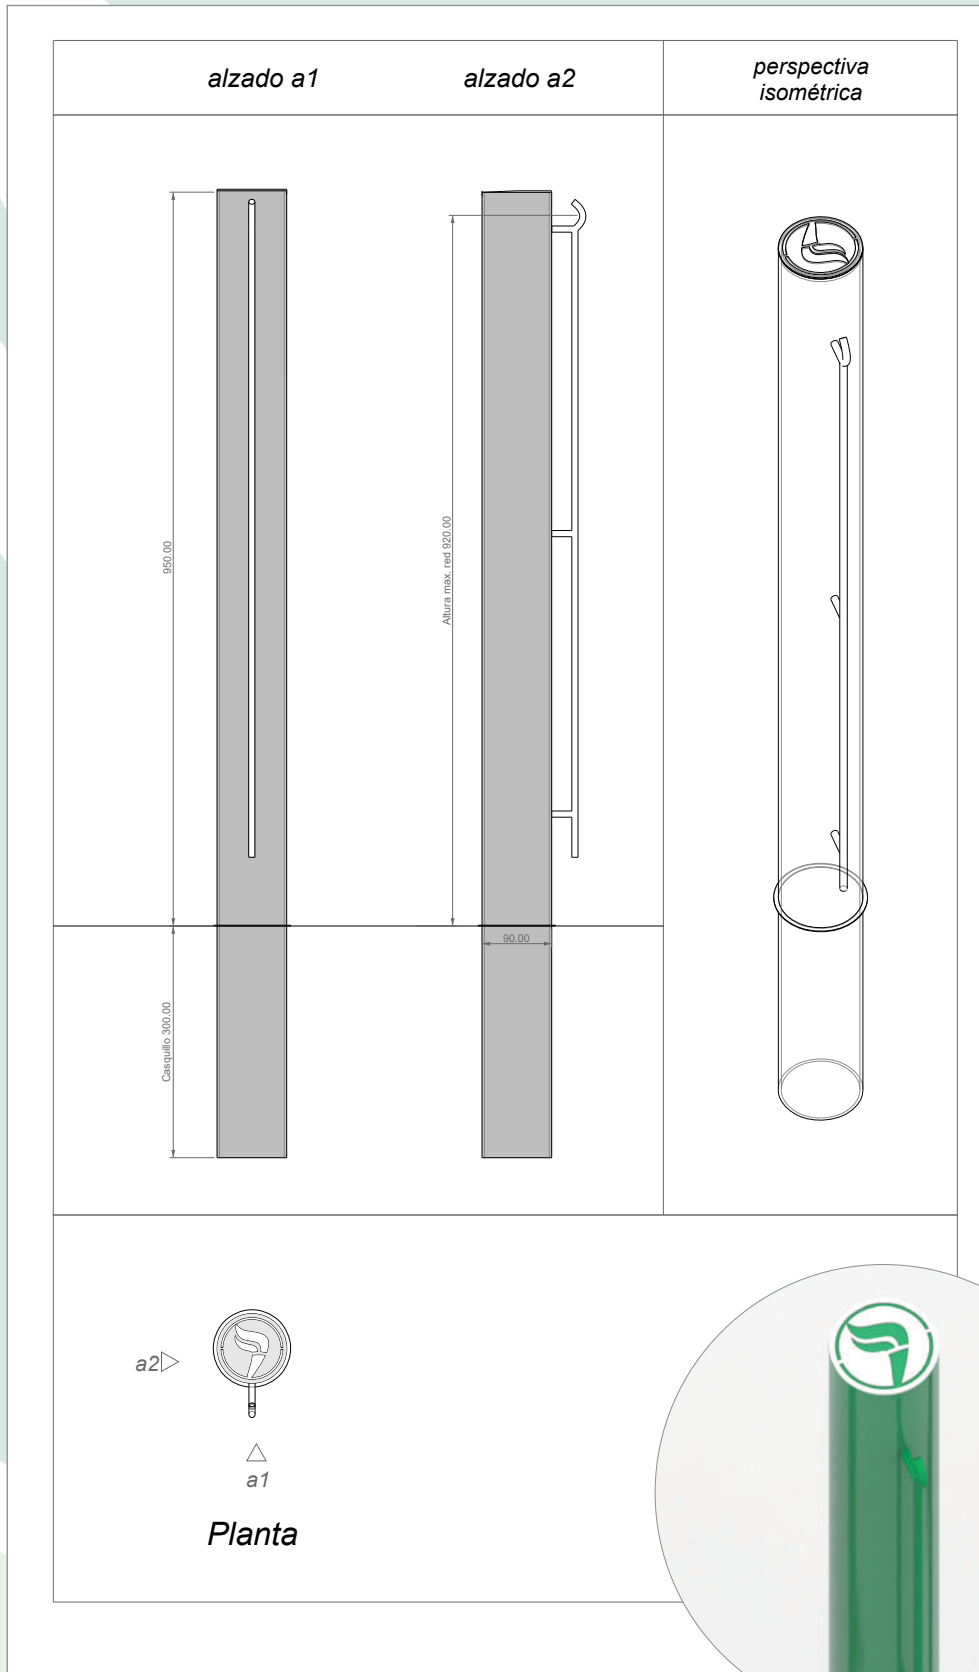 alzado a1
alzado a2
perspectiva
isométrica
950.00
Altura max. red 920.00
90.00
Casquillo 300.00
a2
a1
Planta